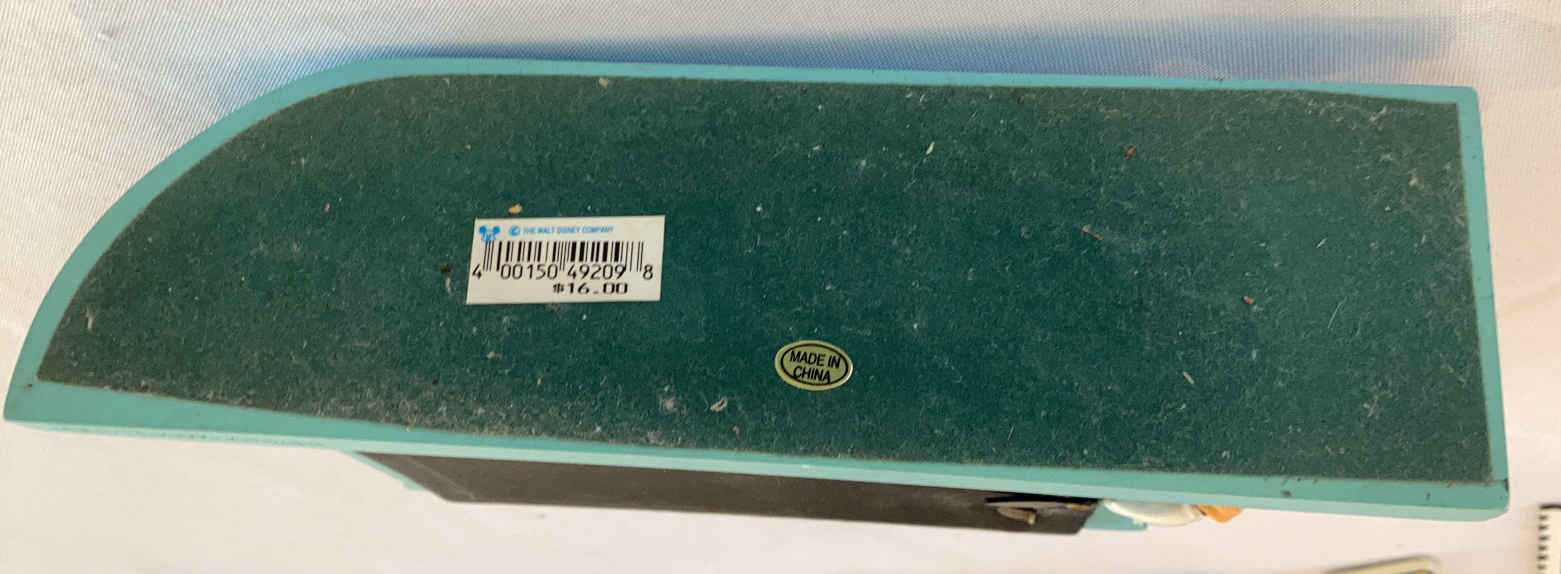 © THE WALT DISNEY COMPANY
4 00150 49209 8
$16.00
MADE IN
CHINA